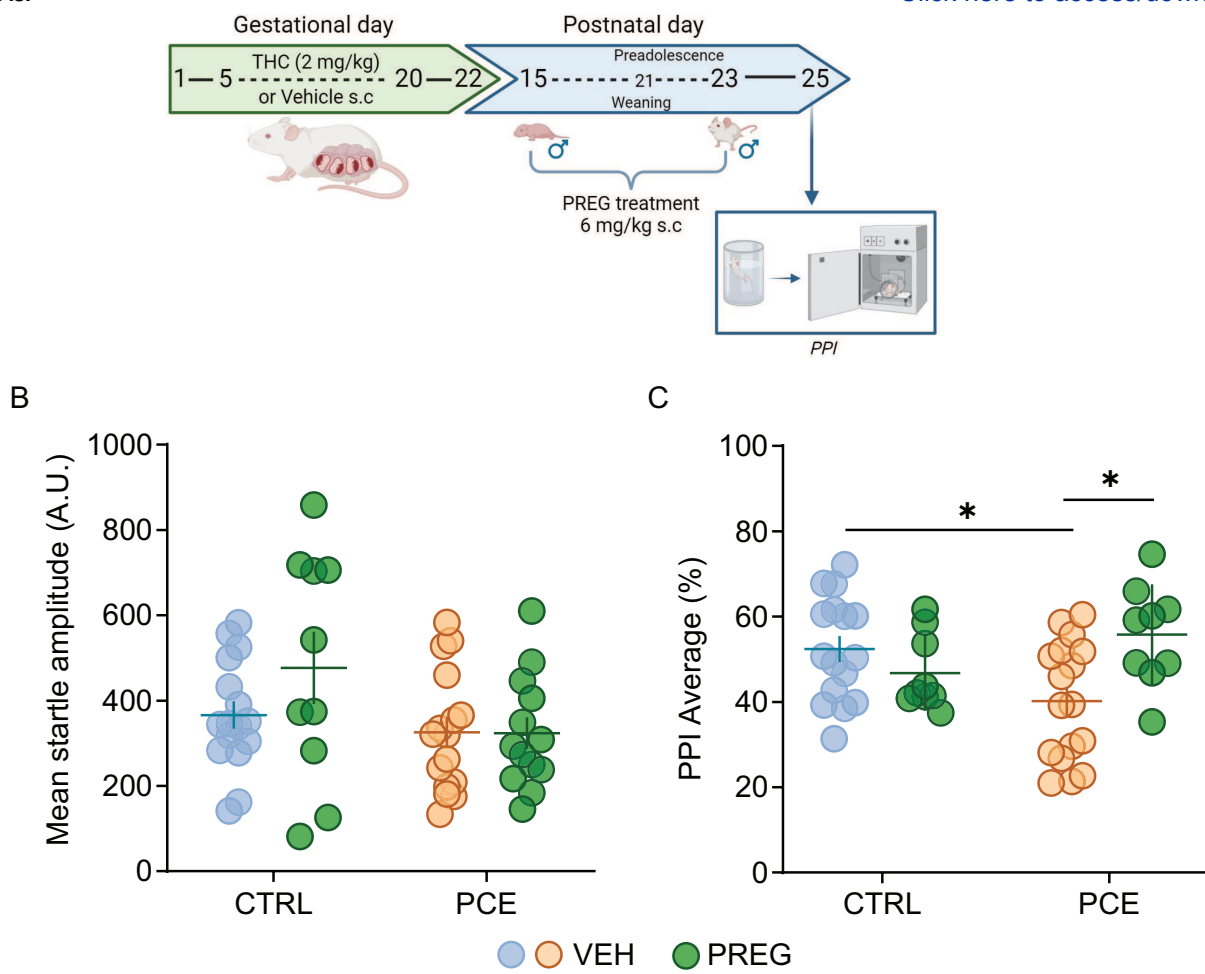 Gestational day
Postnatal day
1 — 5 - - - - - - - - - 20 — 22
THC (2 mg/kg)
or Vehicle s.c
15 - - - - - - - 21 - - - - 23 — 25
Preadolescence
Weaning
♂ ♂
PREG treatment
6 mg/kg s.c
PPI
B
Mean startle amplitude (A.U.)
1000
800
600
400
200
0
CTRL PCE
C
PPI Average (%)
100
80
60
40
20
0
* *
CTRL PCE
VEH PREG